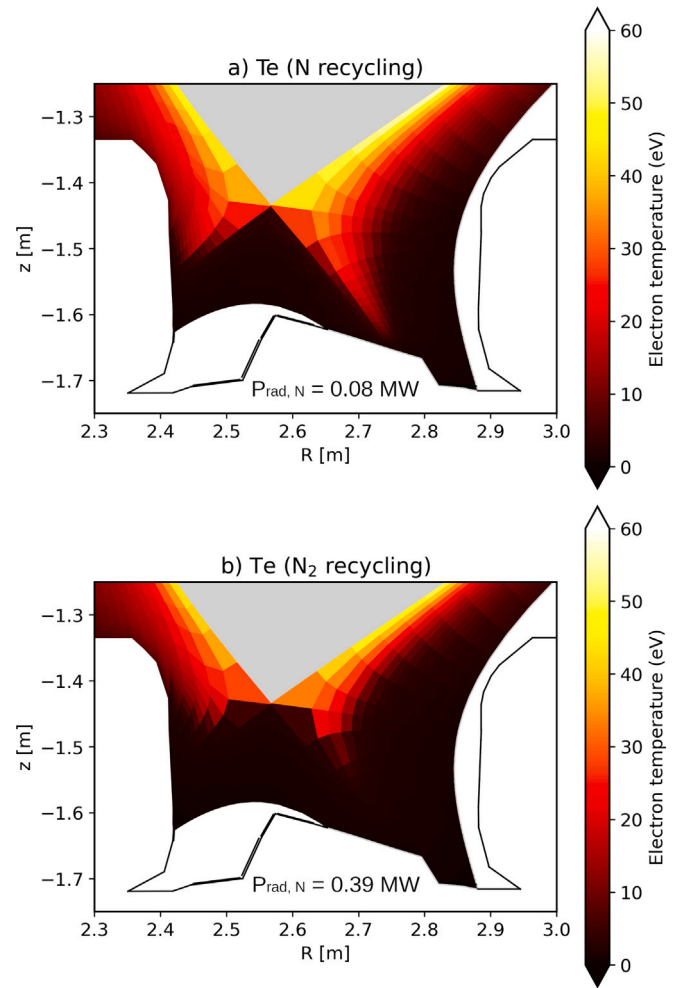 a) Te (N recycling)
60
50
40
30
20
10
0
Electron temperature (eV)
−1.3
−1.4
−1.5
−1.6
−1.7
z [m]
Prad, N = 0.08 MW
2.3 2.4 2.5 2.6 2.7 2.8 2.9 3.0
R [m]
b) Te (N₂ recycling)
60
50
40
30
20
10
0
Electron temperature (eV)
−1.3
−1.4
−1.5
−1.6
−1.7
z [m]
Prad, N = 0.39 MW
2.3 2.4 2.5 2.6 2.7 2.8 2.9 3.0
R [m]